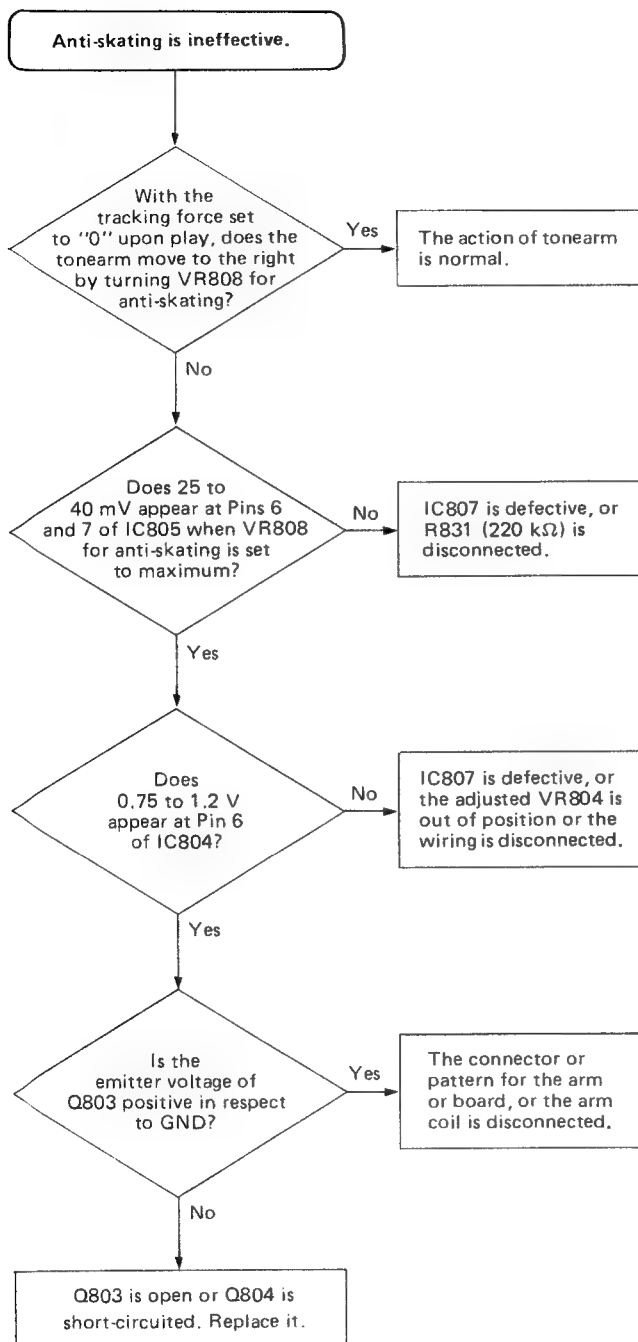 Anti-skating is ineffective.
With the
tracking force set
to "0" upon play, does the
tonearm move to the right
by turning VR808 for
anti-skating?
Yes
The action of tonearm
is normal.
No
Does 25 to
40 mV appear at Pins 6
and 7 of IC805 when VR808
for anti-skating is set
to maximum?
No
IC807 is defective, or
R831 (220 kΩ) is
disconnected.
Yes
Does
0.75 to 1.2 V
appear at Pin 6
of IC804?
No
IC807 is defective, or
the adjusted VR804 is
out of position or the
wiring is disconnected.
Yes
Is the
emitter voltage of
Q803 positive in respect
to GND?
Yes
The connector or
pattern for the arm
or board, or the arm
coil is disconnected.
No
Q803 is open or Q804 is
short-circuited. Replace it.